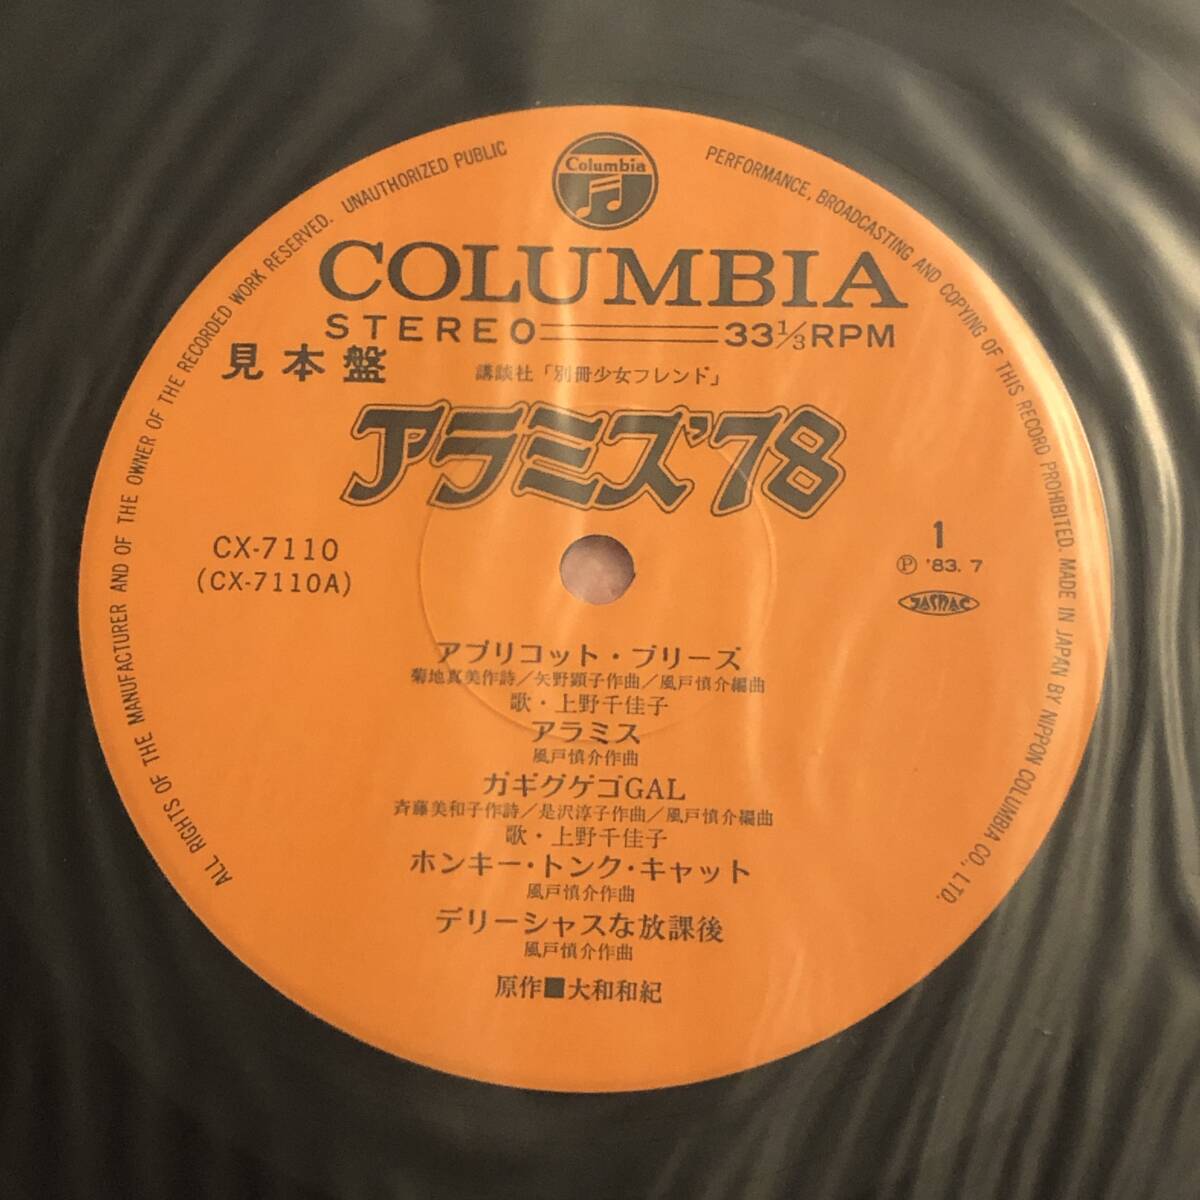 Columbia
COLUMBIA
STEREO 33⅓RPM
見本盤
講談社「別冊少女フレンド」
アラミス'78
CX-7110
(CX-7110A)
1
Ⓟ '83. 7
JASRAC
アプリコット・ブリーズ
菊地真美作詩/矢野顕子作曲/風戸慎介編曲
歌・上野千佳子
アラミス
風戸慎介作曲
ガギグゲゴGAL
斉藤美和子作詩/是沢淳子作曲/風戸慎介編曲
歌・上野千佳子
ホンキー・トンク・キャット
風戸慎介作曲
デリーシャスな放課後
風戸慎介作曲
原作■大和和紀
ALL RIGHTS OF THE MANUFACTURER AND OF THE OWNER OF THE RECORDED WORK RESERVED. UNAUTHORIZED PUBLIC PERFORMANCE, BROADCASTING AND COPYING OF THIS RECORD PROHIBITED. MADE IN JAPAN BY NIPPON COLUMBIA CO., LTD.